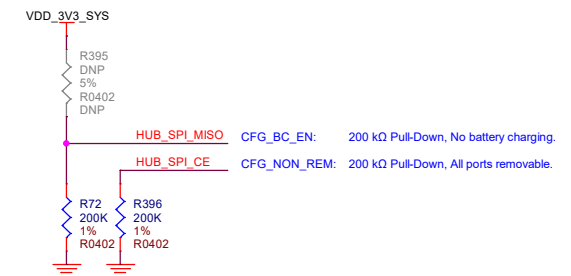 VDD_3V3_SYS
R395
DNP
5%
R0402
DNP
HUB_SPI_MISO CFG_BC_EN: 200 kΩ Pull-Down, No battery charging.
HUB_SPI_CE CFG_NON_REM: 200 kΩ Pull-Down, All ports removable.
R72 R396
200K 200K
1% 1%
R0402 R0402